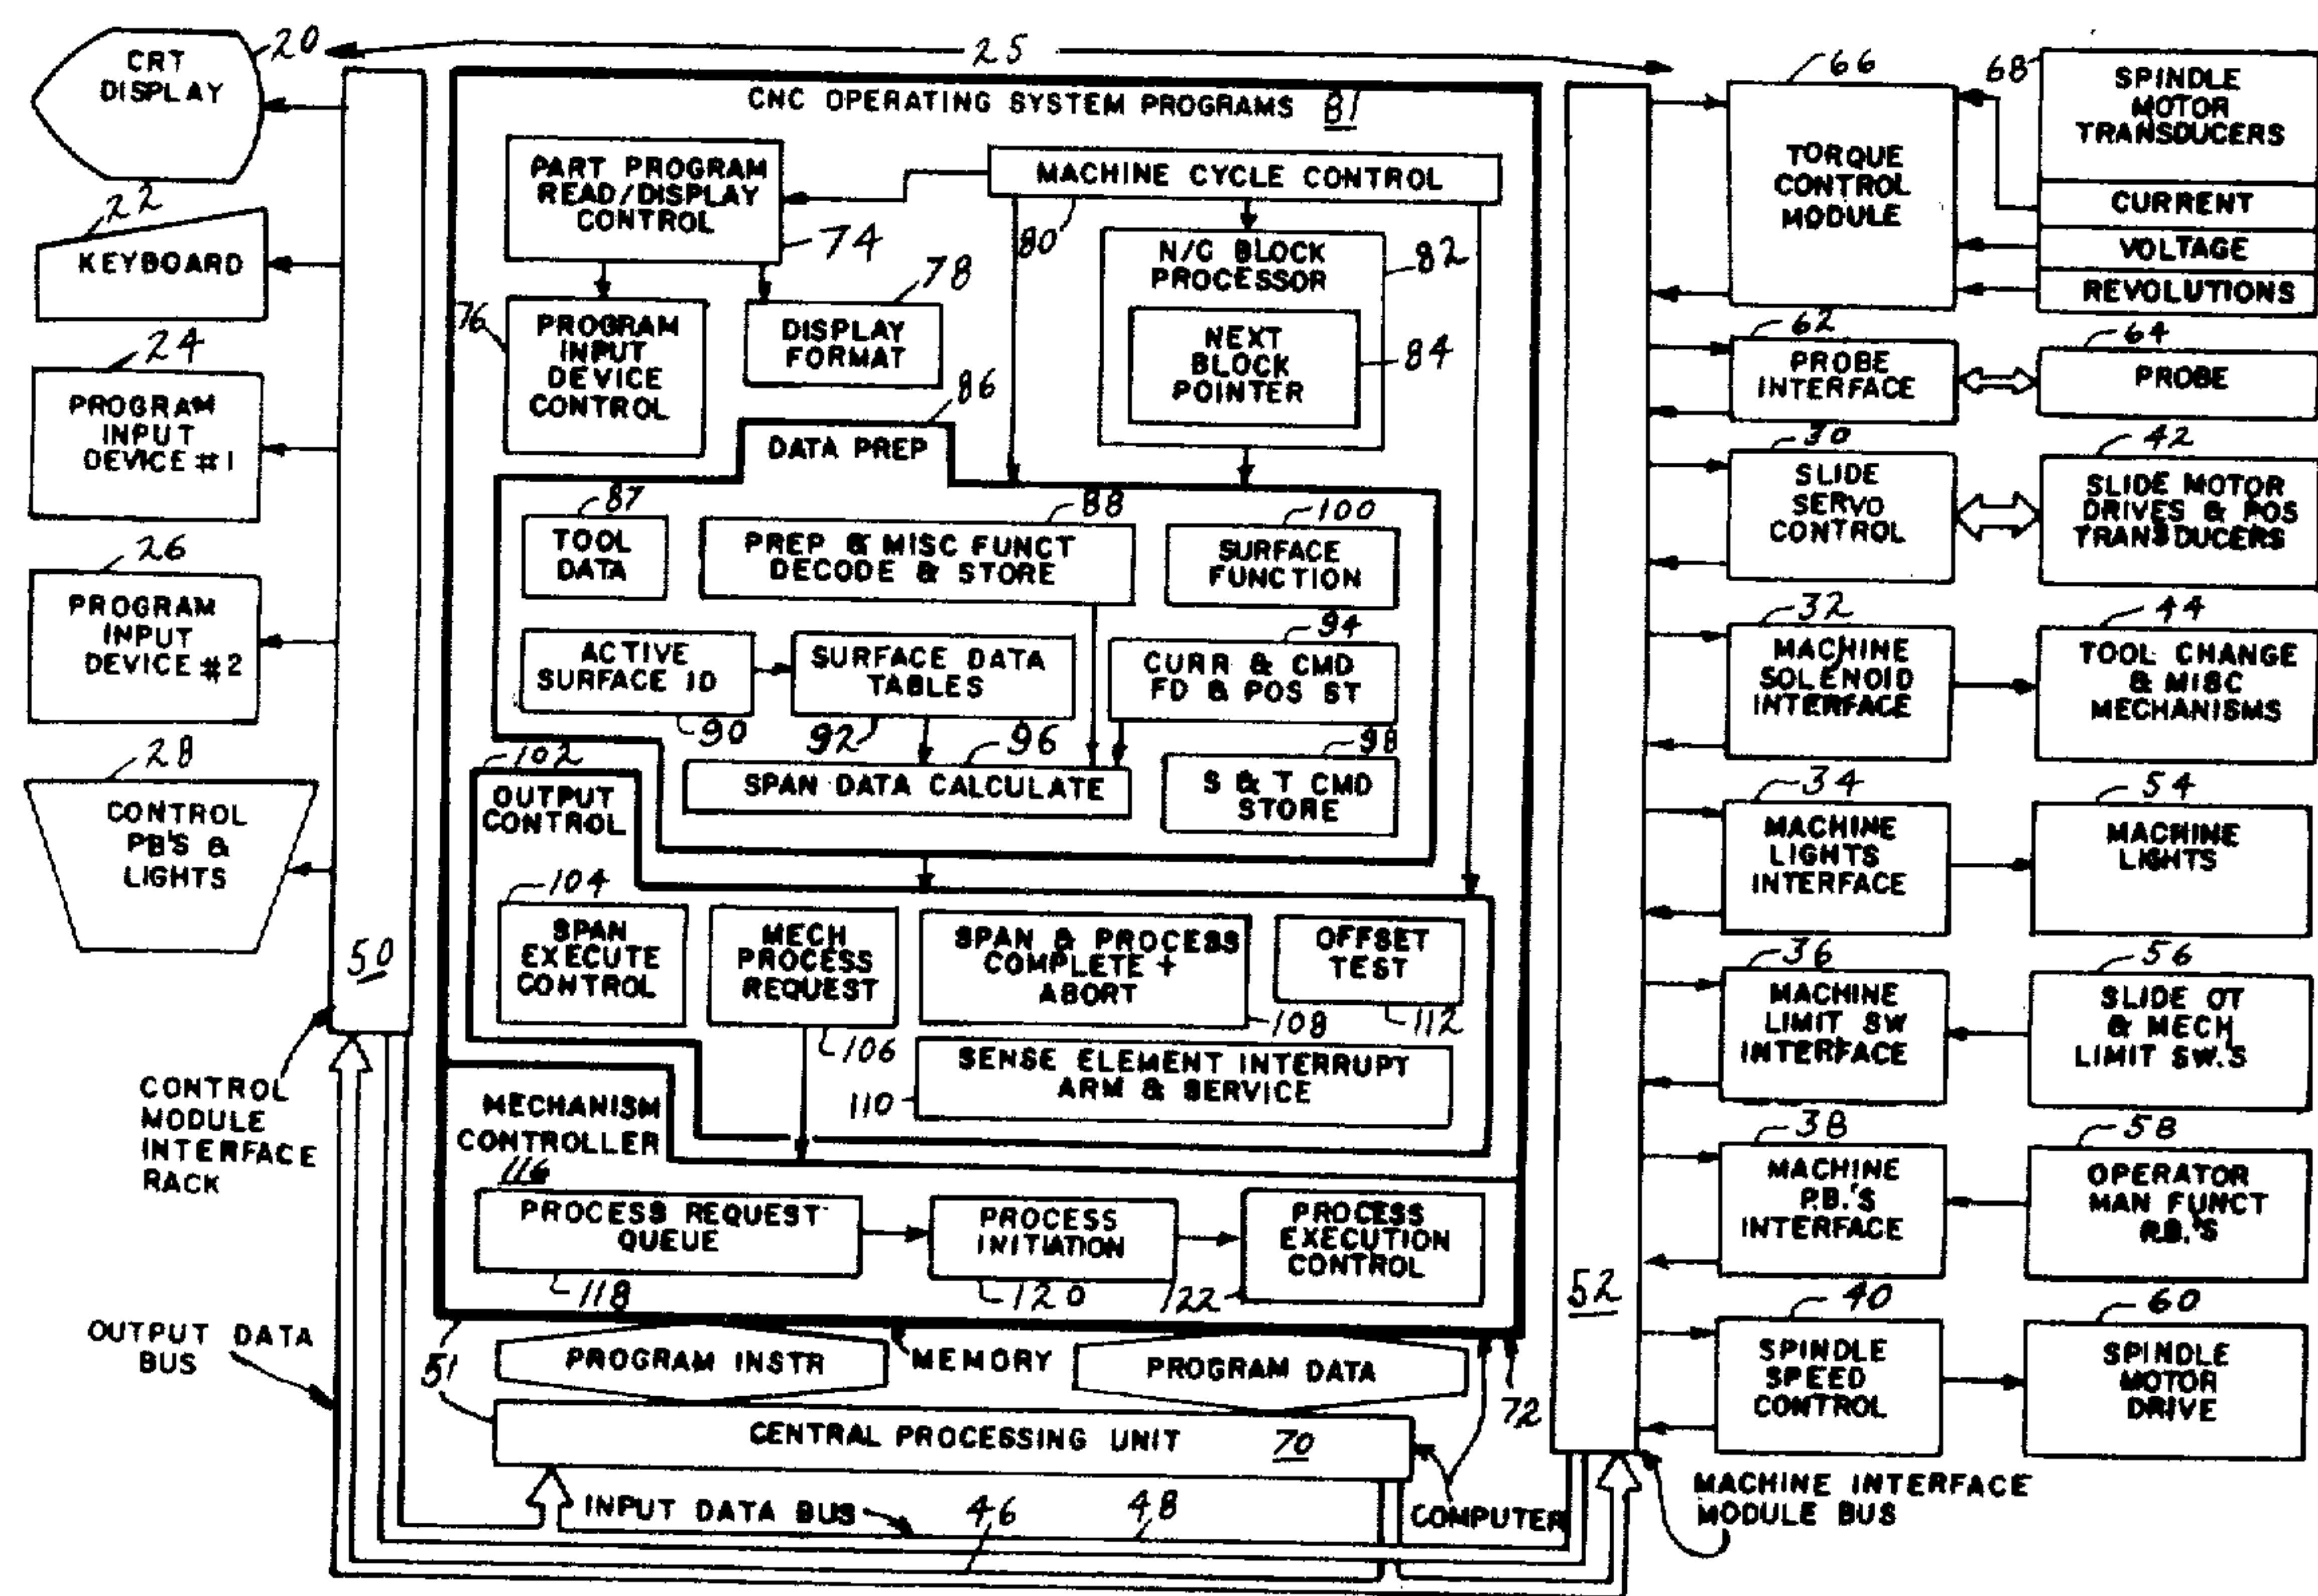 CRT
DISPLAY
20
25
22
KEYBOARD
24
PROGRAM
INPUT
DEVICE #1
26
PROGRAM
INPUT
DEVICE #2
28
CONTROL
PB'S &
LIGHTS
50
CONTROL
MODULE
INTERFACE
RACK
OUTPUT DATA
BUS
CNC OPERATING SYSTEM PROGRAMS 81
PART PROGRAM
READ/DISPLAY
CONTROL
74
MACHINE CYCLE CONTROL
80
76
PROGRAM
INPUT
DEVICE
CONTROL
78
DISPLAY
FORMAT
N/C BLOCK
PROCESSOR
82
NEXT
BLOCK
POINTER
84
86
DATA PREP
87
TOOL
DATA
88
PREP & MISC FUNCT
DECODE & STORE
100
SURFACE
FUNCTION
ACTIVE
SURFACE ID
90
SURFACE DATA
TABLES
92
94
CURR & CMD
FD & POS ST
96
SPAN DATA CALCULATE
98
S & T CMD
STORE
102
OUTPUT
CONTROL
104
SPAN
EXECUTE
CONTROL
MECH
PROCESS
REQUEST
106
SPAN & PROCESS
COMPLETE +
ABORT
108
OFFSET
TEST
112
SENSE ELEMENT INTERRUPT
ARM & SERVICE
110
MECHANISM
CONTROLLER
116
PROCESS REQUEST
QUEUE
118
PROCESS
INITIATION
120
PROCESS
EXECUTION
CONTROL
122
51
PROGRAM INSTR
MEMORY
PROGRAM DATA
72
CENTRAL PROCESSING UNIT 70
INPUT DATA BUS
46
48
COMPUTER
52
MACHINE INTERFACE
MODULE BUS
66
TORQUE
CONTROL
MODULE
68
SPINDLE
MOTOR
TRANSDUCERS
CURRENT
VOLTAGE
REVOLUTIONS
62
PROBE
INTERFACE
64
PROBE
30
SLIDE
SERVO
CONTROL
42
SLIDE MOTOR
DRIVES & POS
TRANSDUCERS
32
MACHINE
SOLENOID
INTERFACE
44
TOOL CHANGE
& MISC
MECHANISMS
34
MACHINE
LIGHTS
INTERFACE
54
MACHINE
LIGHTS
36
MACHINE
LIMIT SW
INTERFACE
56
SLIDE OT
& MECH
LIMIT SW.'S
38
MACHINE
P.B.'S
INTERFACE
58
OPERATOR
MAN FUNCT
P.B.'S
40
SPINDLE
SPEED
CONTROL
60
SPINDLE
MOTOR
DRIVE